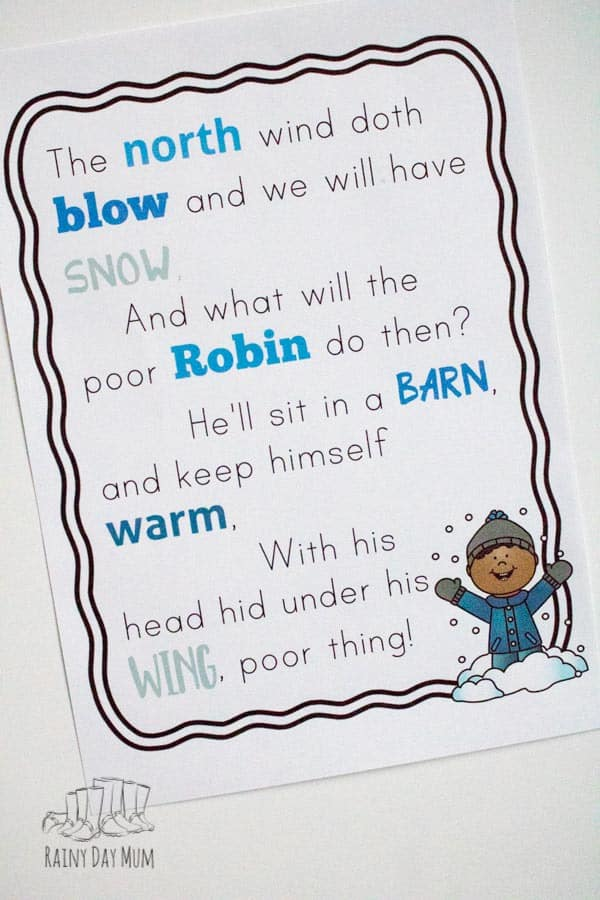 The north wind doth
blow and we will have
SNOW,
And what will the
poor Robin do then?
He'll sit in a BARN,
and keep himself
warm,
With his
head hid under his
WING, poor thing!
RAINY DAY MUM